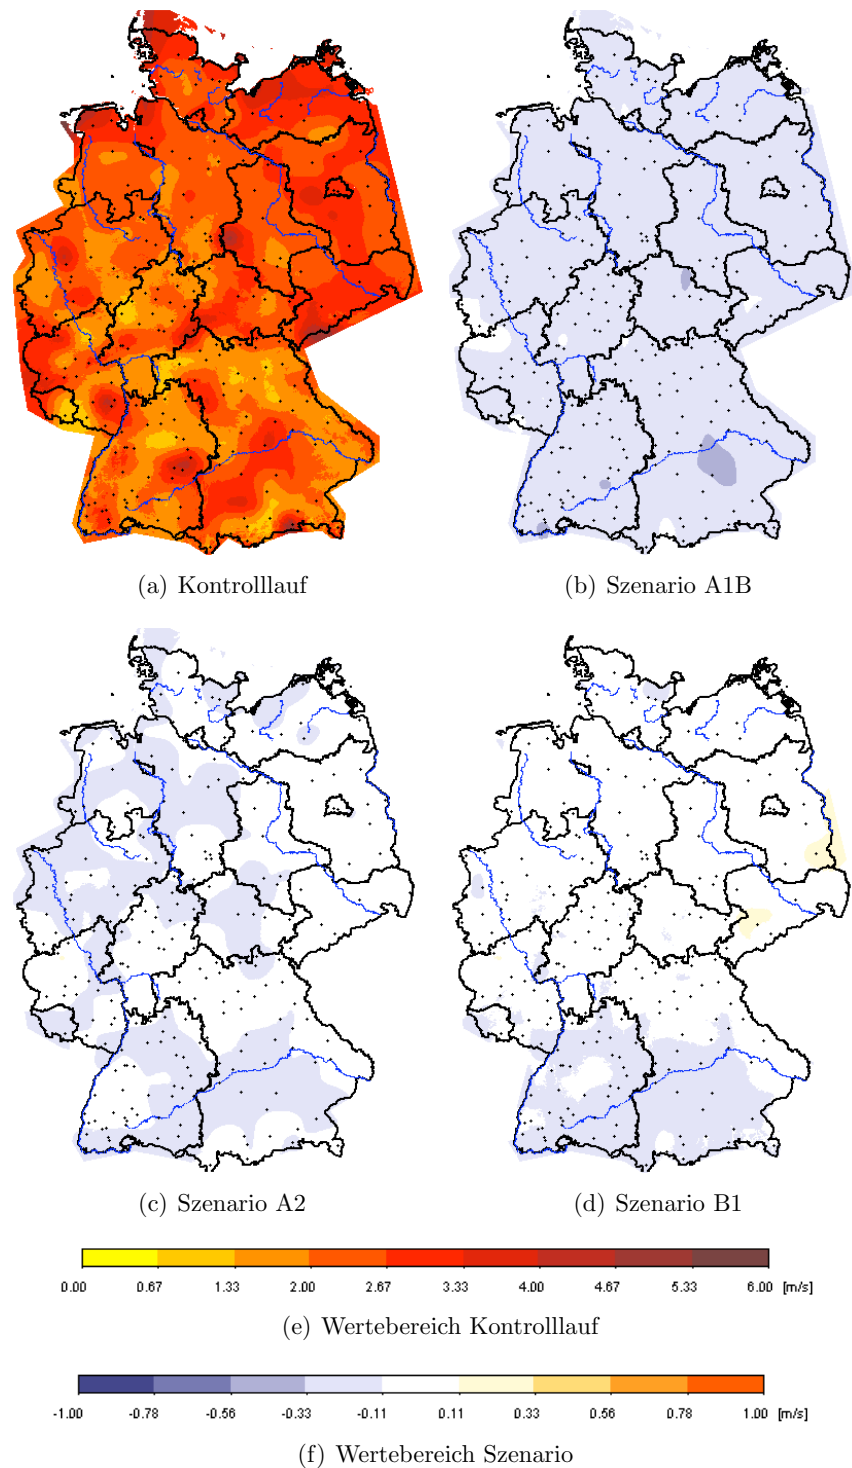 (a) Kontrolllauf
(b) Szenario A1B
(c) Szenario A2
(d) Szenario B1
0.00 0.67 1.33 2.00 2.67 3.33 4.00 4.67 5.33 6.00 [m/s]
(e) Wertebereich Kontrolllauf
-1.00 -0.78 -0.56 -0.33 -0.11 0.11 0.33 0.56 0.78 1.00 [m/s]
(f) Wertebereich Szenario